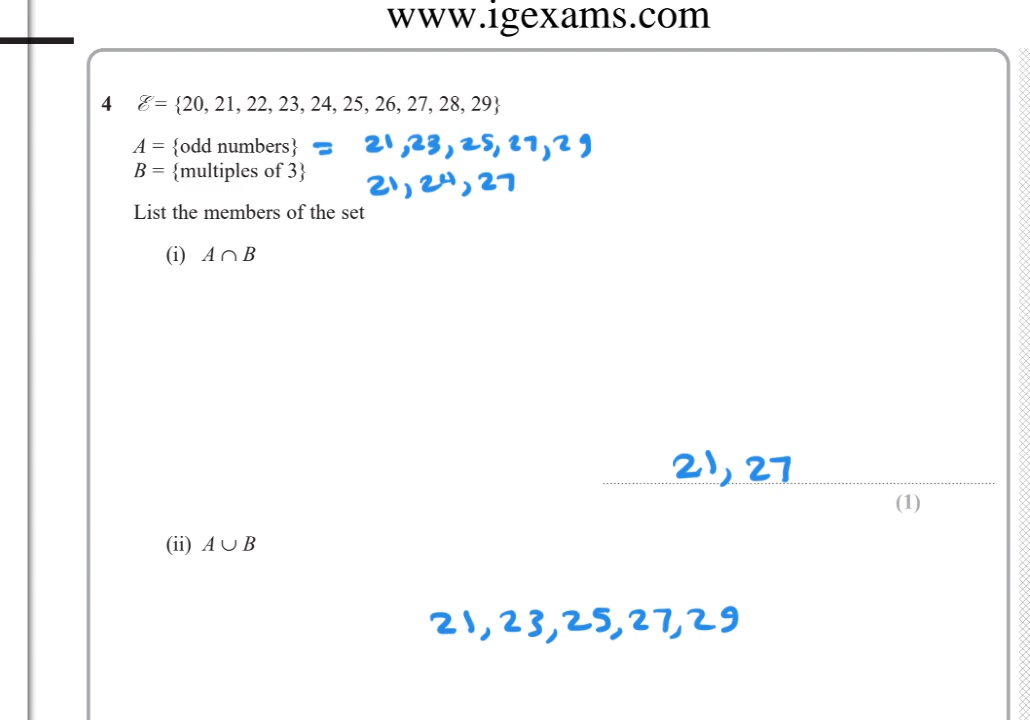 www.igexams.com
4 ℰ = {20, 21, 22, 23, 24, 25, 26, 27, 28, 29}
A = {odd numbers} = 21,23,25,27,29
B = {multiples of 3} 21,24,27
List the members of the set
(i) A ∩ B
21,27
(1)
(ii) A ∪ B
21,23,25,27,29